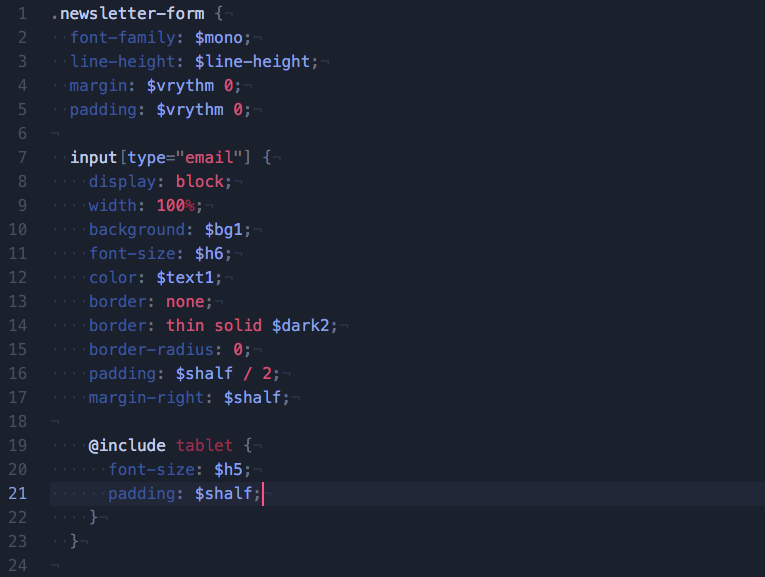 1 .newsletter-form {¬
2 ··font-family: $mono;¬
3 ··line-height: $line-height;¬
4 ··margin: $vrythm 0;¬
5 ··padding: $vrythm 0;¬
6 ¬
7 ··input[type="email"] {¬
8 ····display: block;¬
9 ····width: 100%;¬
10 ····background: $bg1;¬
11 ····font-size: $h6;¬
12 ····color: $text1;¬
13 ····border: none;¬
14 ····border: thin solid $dark2;¬
15 ····border-radius: 0;¬
16 ····padding: $shalf / 2;¬
17 ····margin-right: $shalf;¬
18 ¬
19 ····@include tablet {¬
20 ······font-size: $h5;¬
21 ······padding: $shalf;¬
22 ····}¬
23 ··}¬
24 ¬